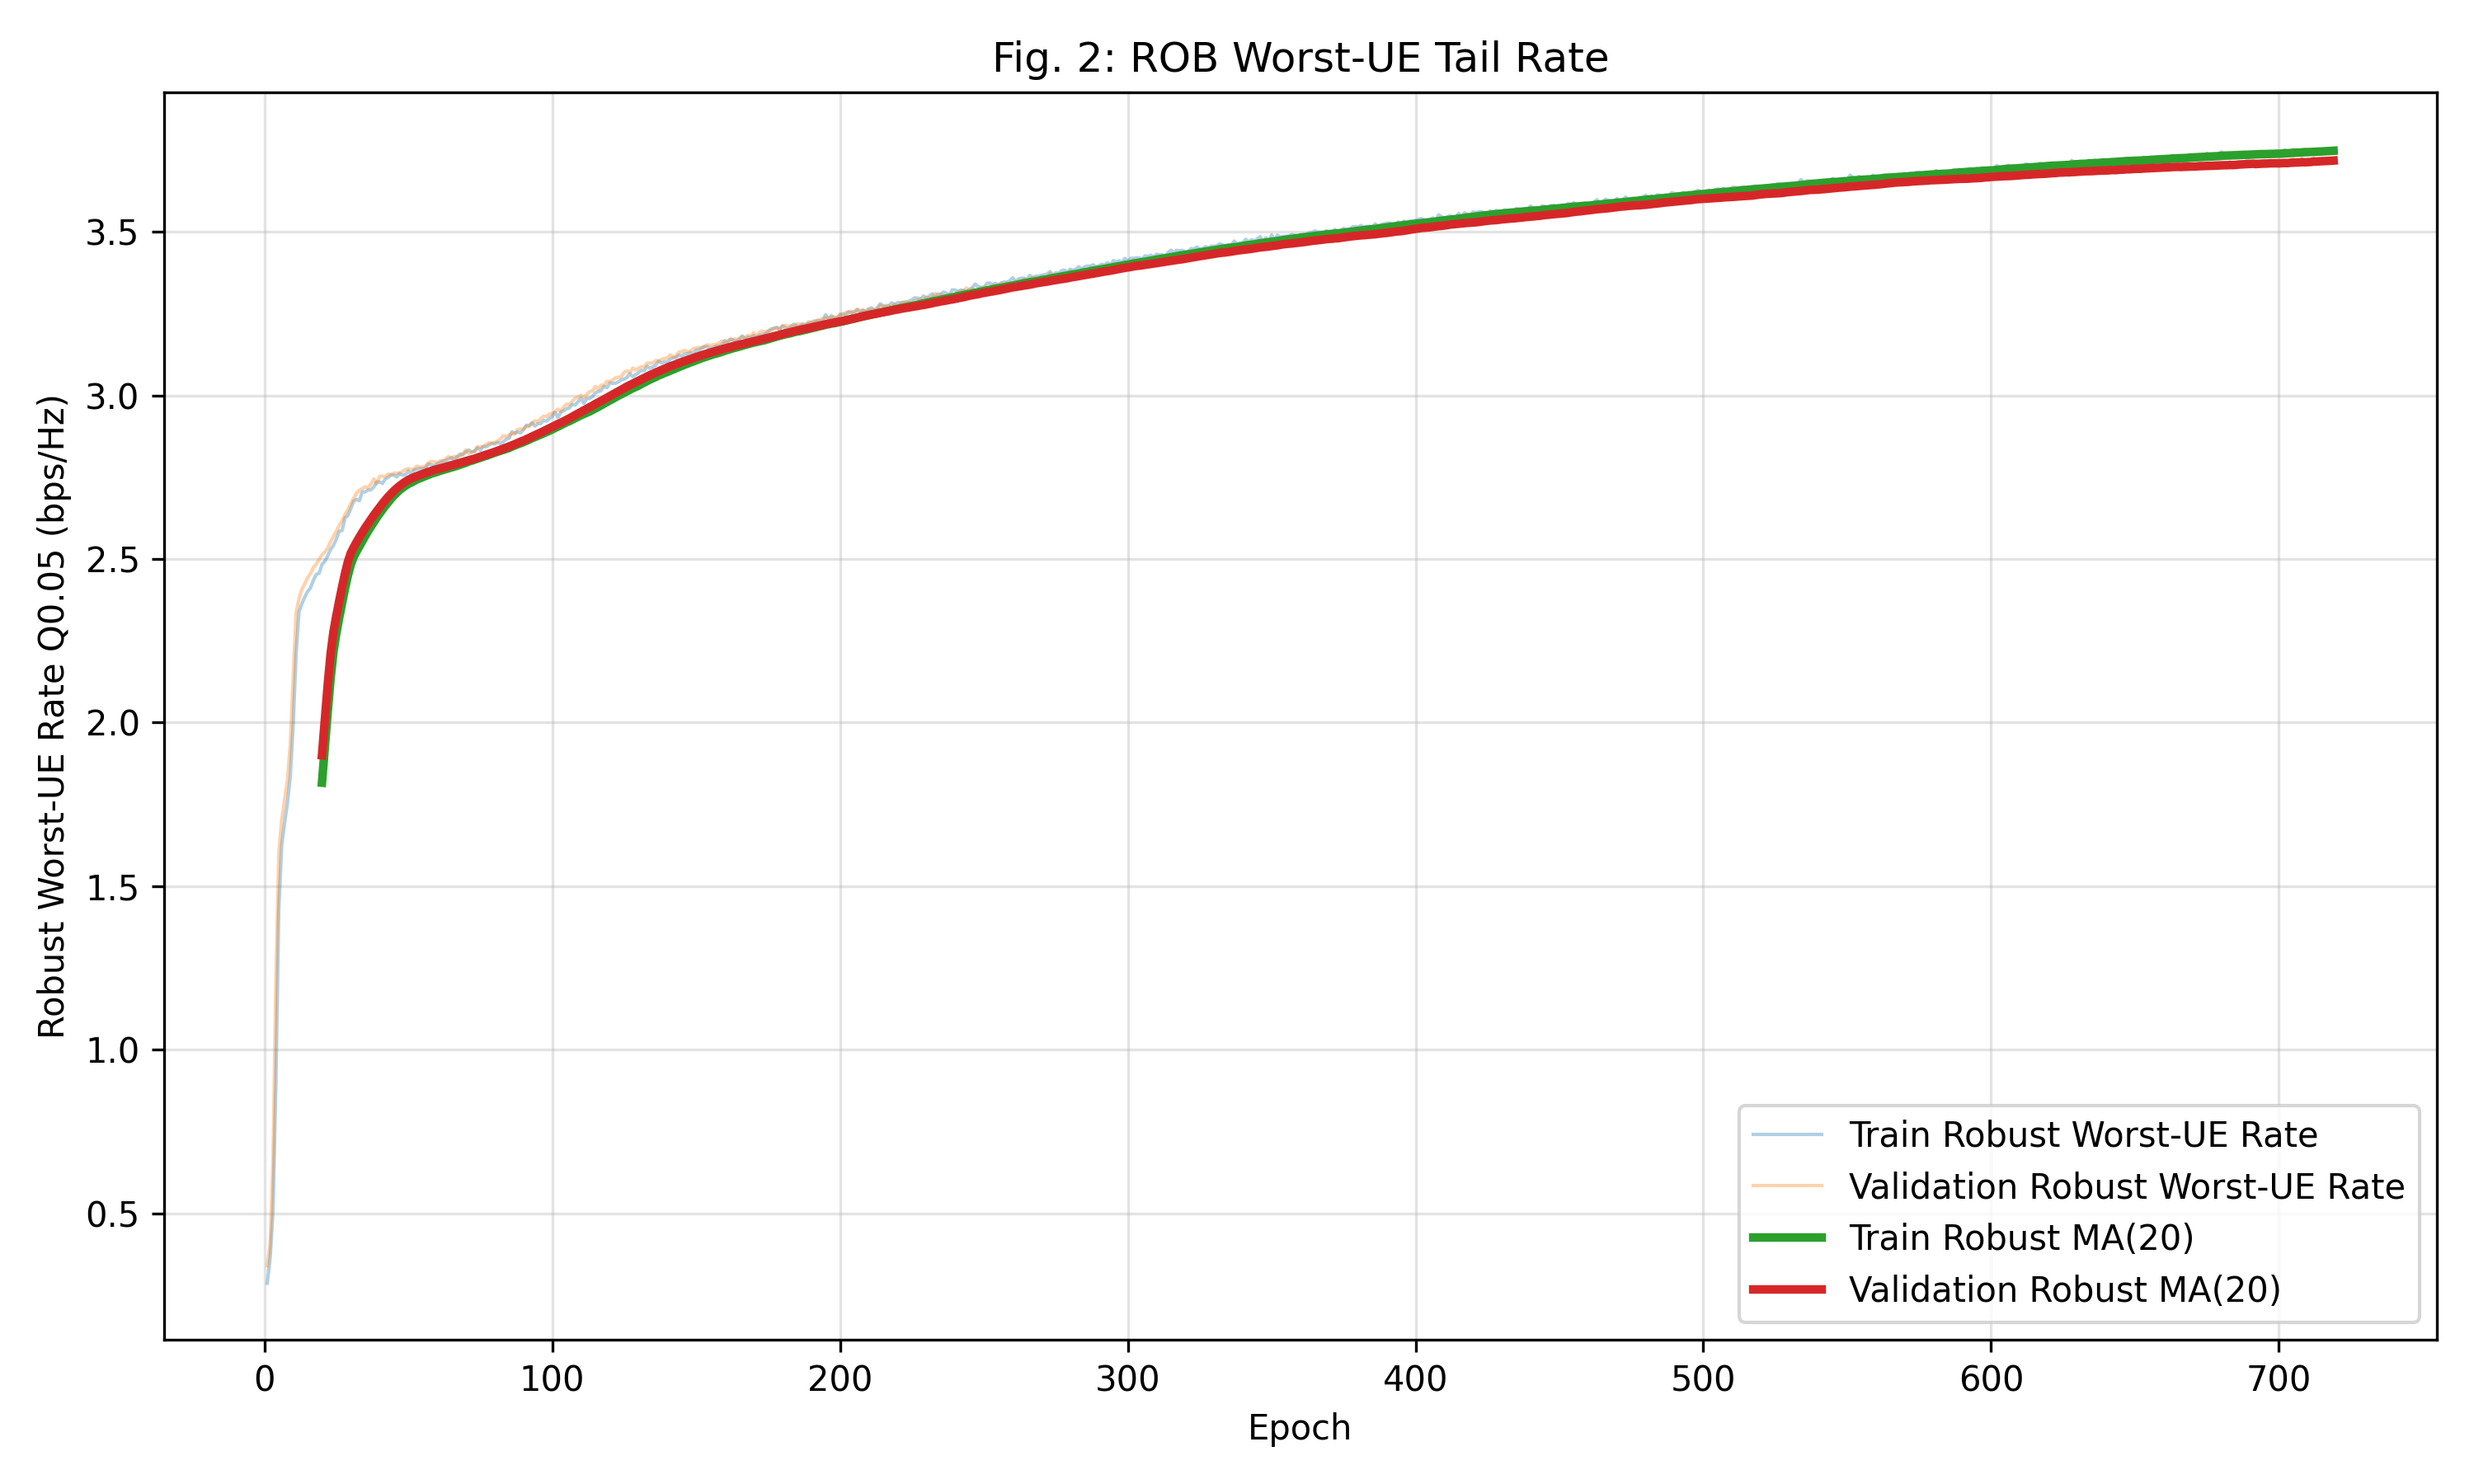 Fig. 2: ROB Worst-UE Tail Rate
Robust Worst-UE Rate Q0.05 (bps/Hz)
3.5
3.0
2.5
2.0
1.5
1.0
0.5
Train Robust Worst-UE Rate
Validation Robust Worst-UE Rate
Train Robust MA(20)
Validation Robust MA(20)
0 100 200 300 400 500 600 700
Epoch